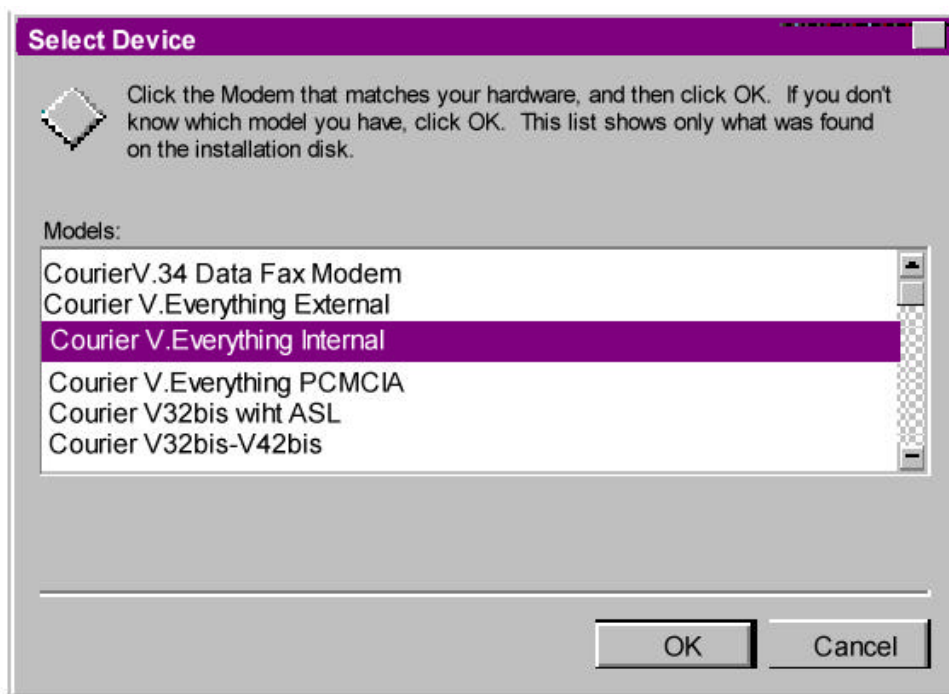 Select Device
Click the Modem that matches your hardware, and then click OK. If you don't
know which model you have, click OK. This list shows only what was found
on the installation disk.
Models:
CourierV.34 Data Fax Modem
Courier V.Everything External
Courier V.Everything Internal
Courier V.Everything PCMCIA
Courier V32bis wiht ASL
Courier V32bis-V42bis
OK Cancel